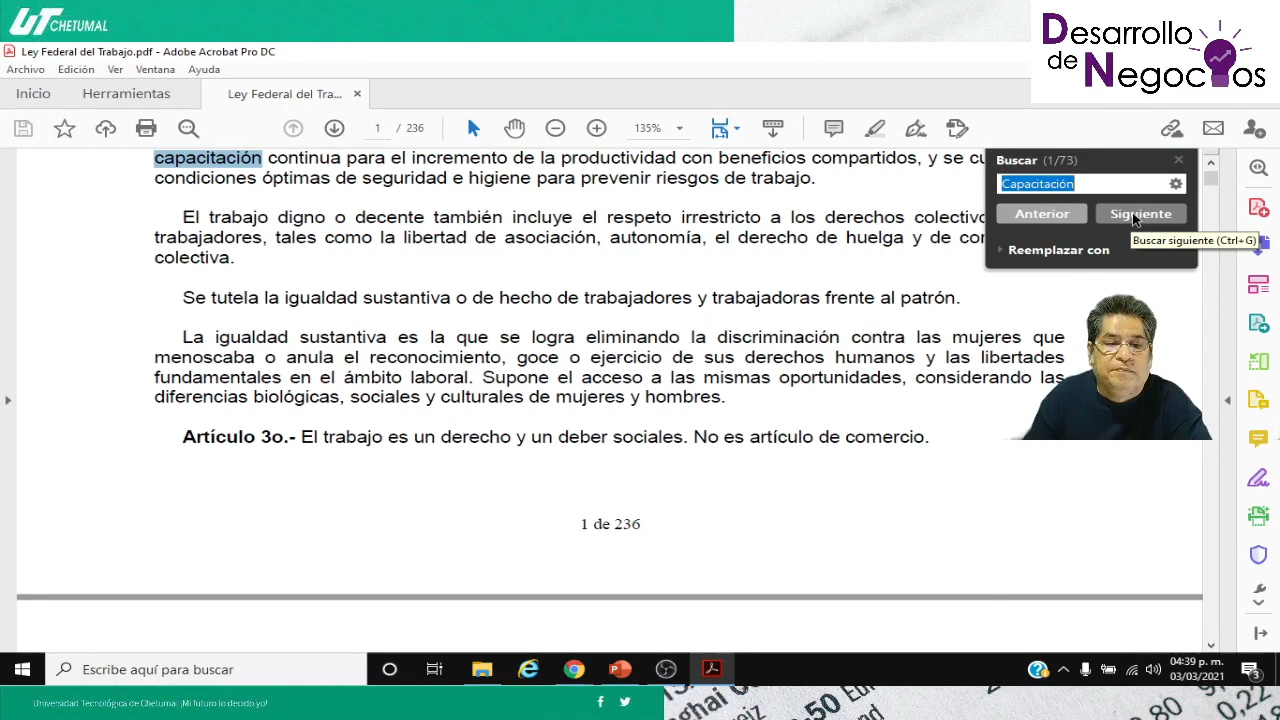 UT CHETUMAL
Desarrollo
de Negocios
Ley Federal del Trabajo.pdf - Adobe Acrobat Pro DC
Archivo Edición Ver Ventana Ayuda
Inicio Herramientas Ley Federal del Tra... ×
1 / 236 135%
capacitación continua para el incremento de la productividad con beneficios compartidos, y se cu
condiciones óptimas de seguridad e higiene para prevenir riesgos de trabajo.
Buscar (1/73)
Capacitación
Anterior Siguiente
Buscar siguiente (Ctrl+G)
Reemplazar con
El trabajo digno o decente también incluye el respeto irrestricto a los derechos colectivo
trabajadores, tales como la libertad de asociación, autonomía, el derecho de huelga y de con
colectiva.
Se tutela la igualdad sustantiva o de hecho de trabajadores y trabajadoras frente al patrón.
La igualdad sustantiva es la que se logra eliminando la discriminación contra las mujeres que
menoscaba o anula el reconocimiento, goce o ejercicio de sus derechos humanos y las libertades
fundamentales en el ámbito laboral. Supone el acceso a las mismas oportunidades, considerando las
diferencias biológicas, sociales y culturales de mujeres y hombres.
Artículo 3o.- El trabajo es un derecho y un deber sociales. No es artículo de comercio.
1 de 236
Escribe aquí para buscar
04:39 p. m.
03/03/2021
3
Universidad Tecnológica de Chetumal. ¡Mi futuro lo decido yo!